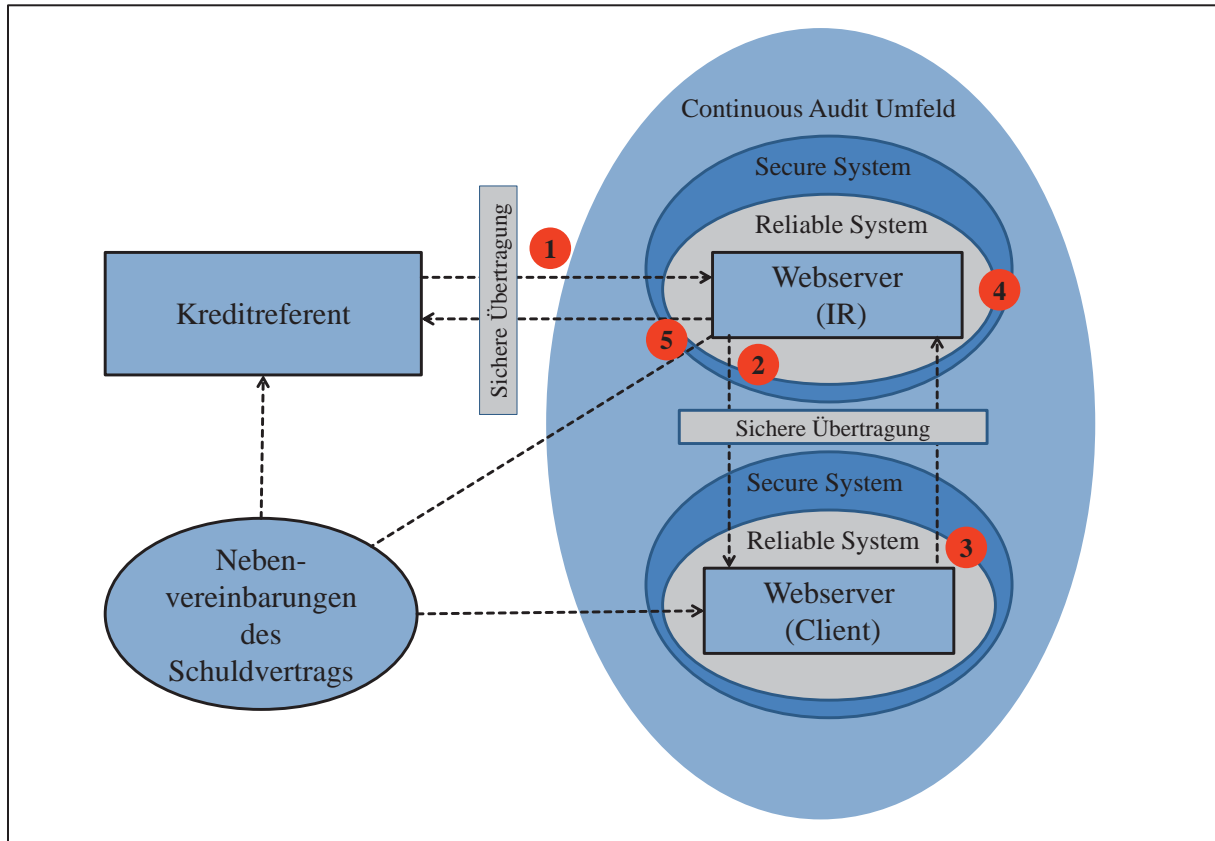 Continuous Audit Umfeld
Secure System
Reliable System
Webserver
(IR)
1
4
5
2
Kreditreferent
Sichere Übertragung
Sichere Übertragung
Secure System
Reliable System
3
Webserver
(Client)
Neben-
vereinbarungen
des
Schuldvertrags